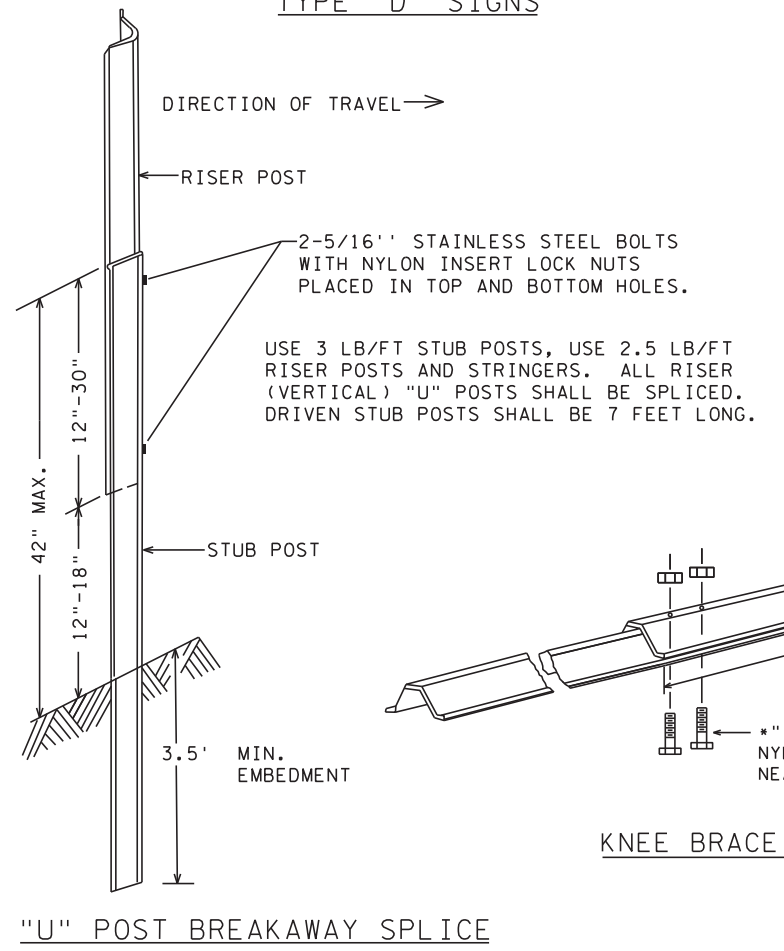 TYPE "D" SIGNS
DIRECTION OF TRAVEL
RISER POST
2-5/16'' STAINLESS STEEL BOLTS
WITH NYLON INSERT LOCK NUTS
PLACED IN TOP AND BOTTOM HOLES.
USE 3 LB/FT STUB POSTS, USE 2.5 LB/FT
RISER POSTS AND STRINGERS. ALL RISER
(VERTICAL) "U" POSTS SHALL BE SPLICED.
DRIVEN STUB POSTS SHALL BE 7 FEET LONG.
12"-30"
42" MAX.
STUB POST
12"-18"
3.5' MIN.
EMBEDMENT
*"
KNEE BRACE
"U" POST BREAKAWAY SPLICE